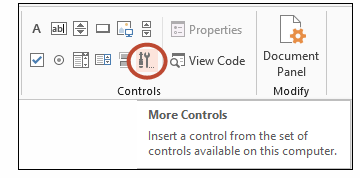 A ab Properties
View Code
Document
Panel
Controls Modify
More Controls
Insert a control from the set of
controls available on this computer.